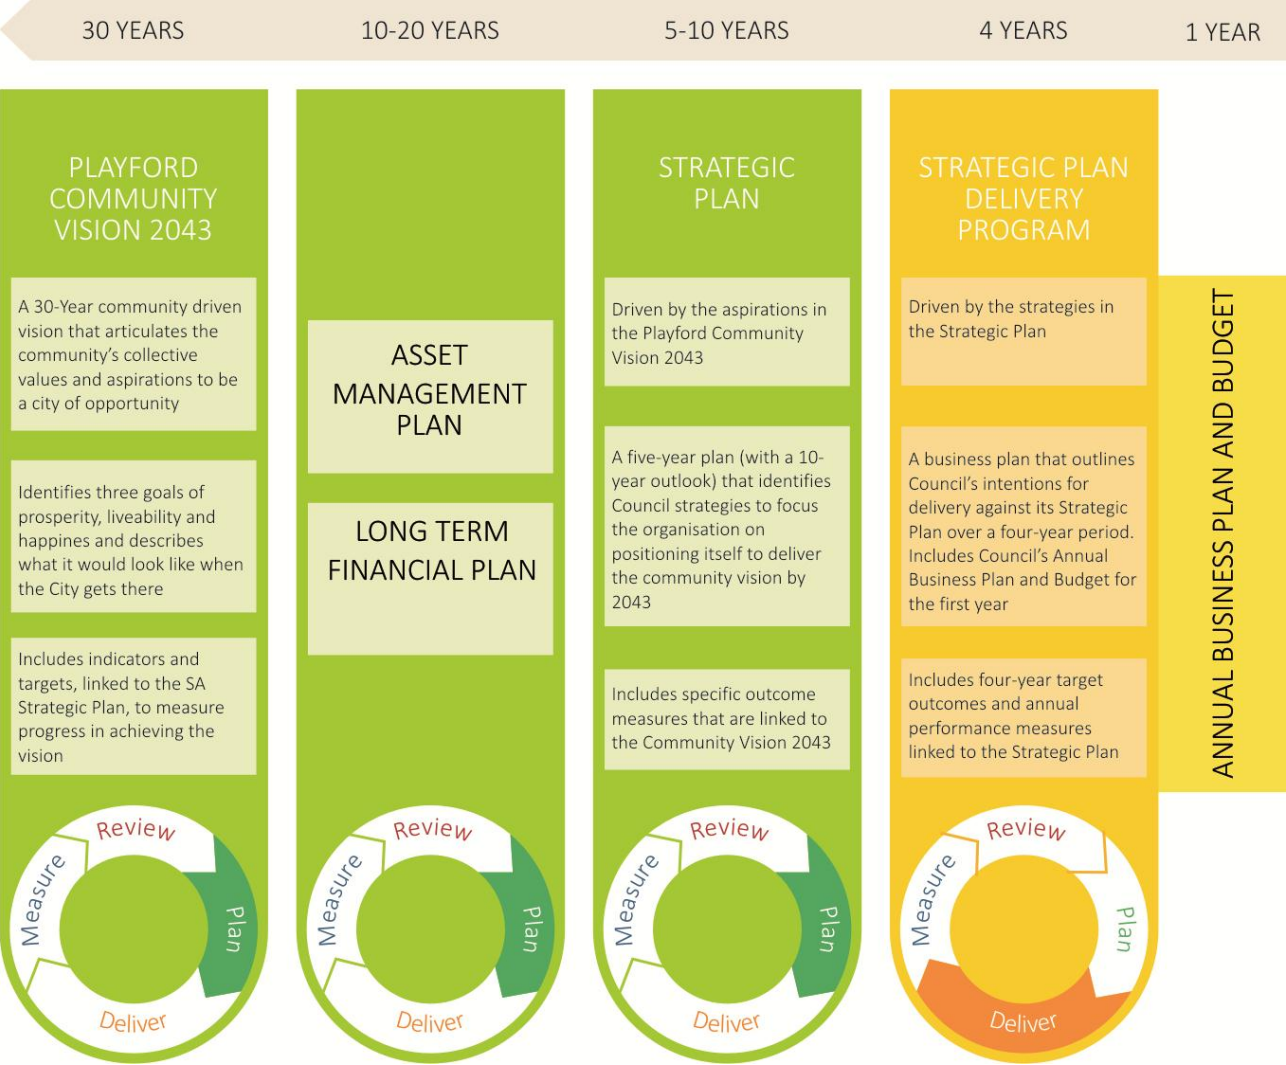 30 YEARS
10-20 YEARS
5-10 YEARS
4 YEARS
1 YEAR
PLAYFORD
COMMUNITY
VISION 2043
A 30-Year community driven
vision that articulates the
community’s collective
values and aspirations to be
a city of opportunity
Identifies three goals of
prosperity, liveability and
happines and describes
what it would look like when
the City gets there
Includes indicators and
targets, linked to the SA
Strategic Plan, to measure
progress in achieving the
vision
Review
Plan
Deliver
Measure
ASSET
MANAGEMENT
PLAN
LONG TERM
FINANCIAL PLAN
Review
Plan
Deliver
Measure
STRATEGIC
PLAN
Driven by the aspirations in
the Playford Community
Vision 2043
A five-year plan (with a 10-
year outlook) that identifies
Council strategies to focus
the organisation on
positioning itself to deliver
the community vision by
2043
Includes specific outcome
measures that are linked to
the Community Vision 2043
Review
Plan
Deliver
Measure
STRATEGIC PLAN
DELIVERY
PROGRAM
Driven by the strategies in
the Strategic Plan
A business plan that outlines
Council’s intentions for
delivery against its Strategic
Plan over a four-year period.
Includes Council’s Annual
Business Plan and Budget for
the first year
Includes four-year target
outcomes and annual
performance measures
linked to the Strategic Plan
Review
Plan
Deliver
Measure
ANNUAL BUSINESS PLAN AND BUDGET